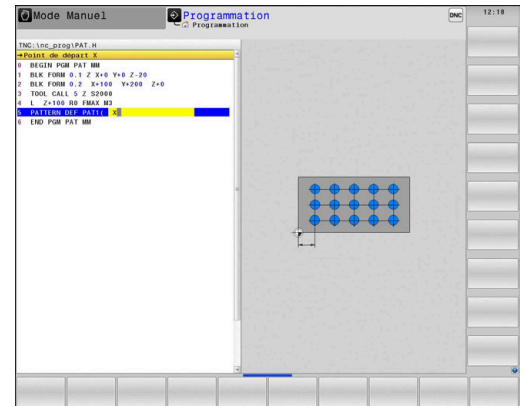 Mode Manuel
Programmation
Programmation
DNC
12:18
TNC:\nc_prog\PAT.H
→Point de départ X
0 BEGIN PGM PAT MM
1 BLK FORM 0.1 Z X+0 Y+0 Z-20
2 BLK FORM 0.2 X+100 Y+200 Z+0
3 TOOL CALL 5 Z S2000
4 L Z+100 R0 FMAX M3
5 PATTERN DEF PAT1( X
6 END PGM PAT MM